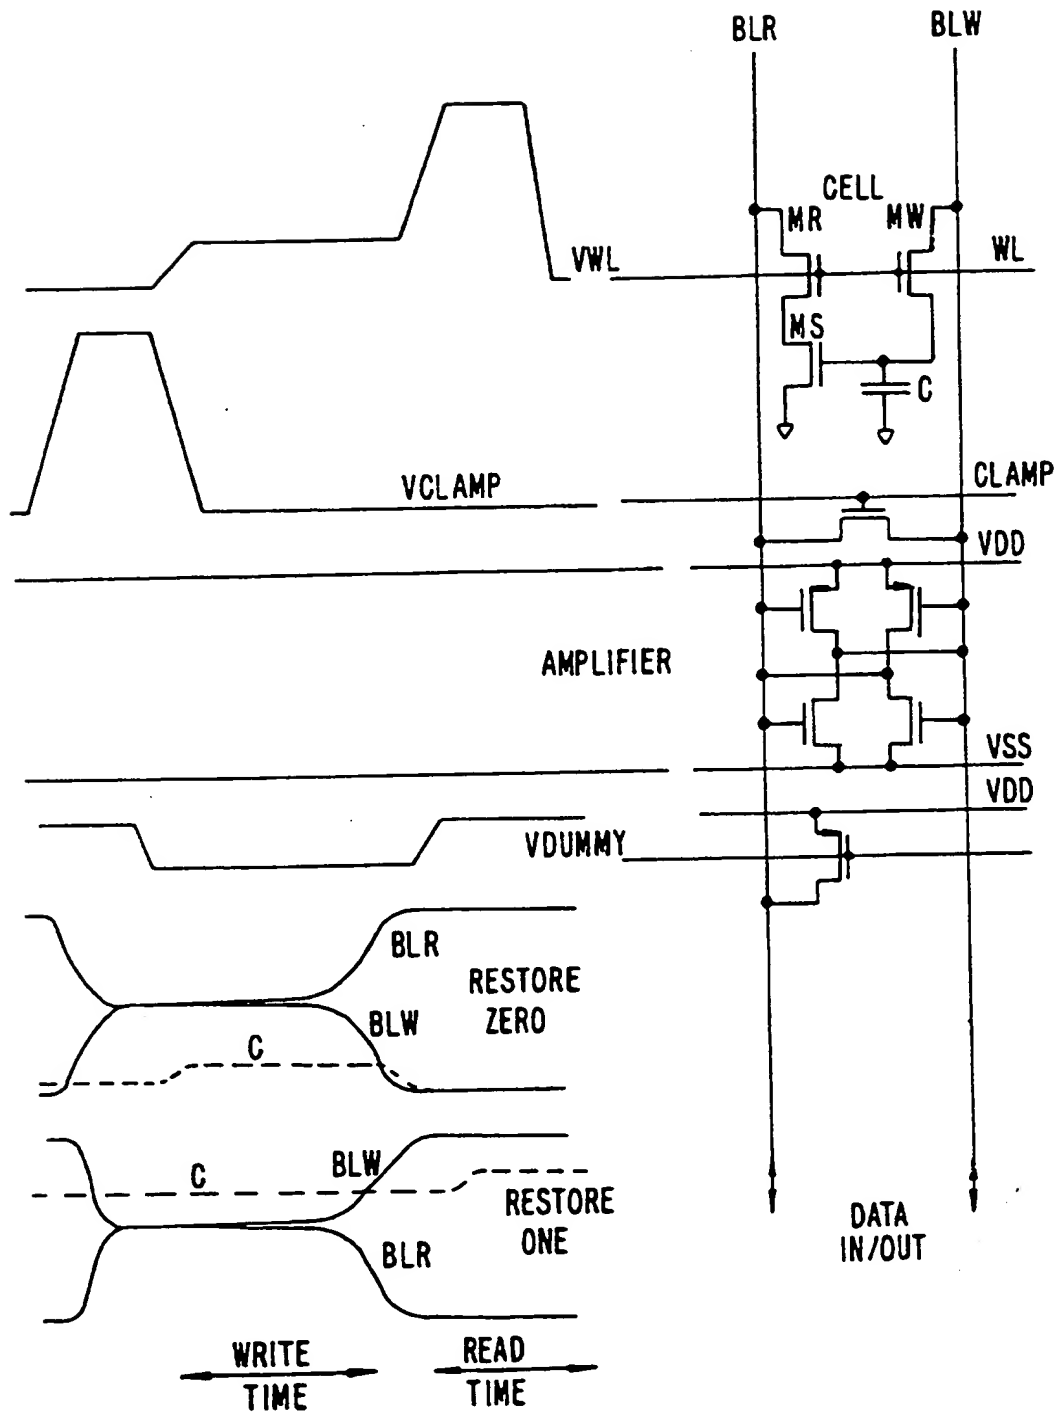 BLR
BLW
CELL
MR
MW
VWL
WL
MS
C
VCLAMP
CLAMP
VDD
AMPLIFIER
VSS
VDD
VDUMMY
BLR
RESTORE
ZERO
BLW
C
C
BLW
RESTORE
ONE
BLR
DATA
IN/OUT
WRITE
TIME
READ
TIME